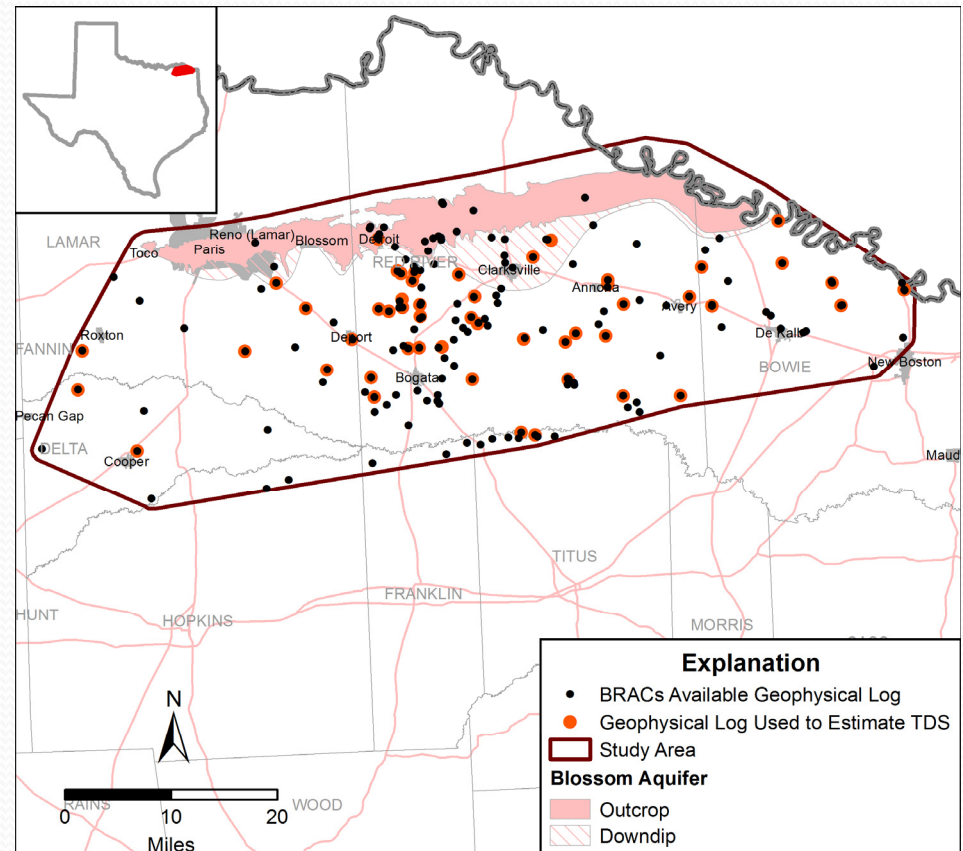 LAMAR
Toco
Paris
Reno (Lamar)
Blossom
Detroit
RED RIVER
Clarksville
Annona
Avery
De Kalb
BOWIE
New Boston
Roxton
FANNIN
Deport
Bogata
Pecan Gap
DELTA
Cooper
Maud
TITUS
FRANKLIN
HUNT
HOPKINS
MORRIS
N
RAINS
WOOD
0 10 20
Miles
Explanation
BRACs Available Geophysical Log
Geophysical Log Used to Estimate TDS
Study Area
Blossom Aquifer
Outcrop
Downdip